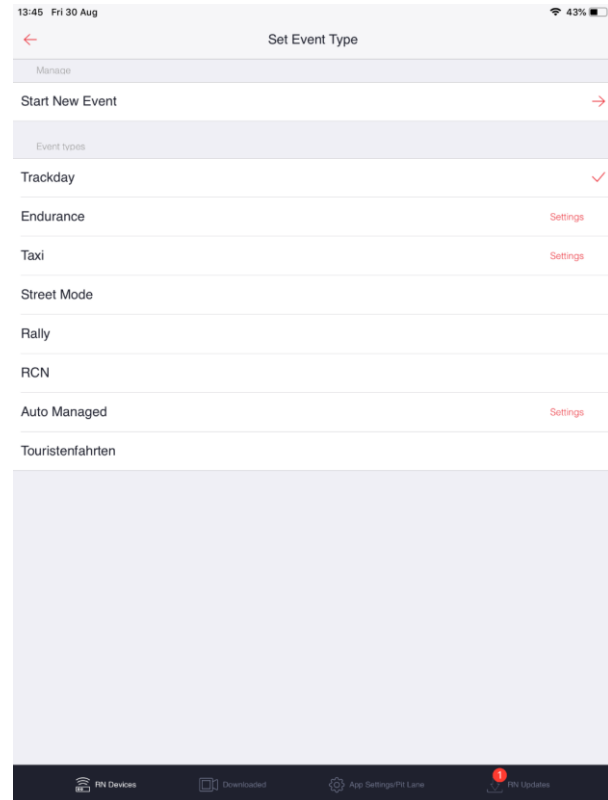 13:45 Fri 30 Aug 43%
Set Event Type
Manage
Start New Event
Event types
Trackday
Endurance Settings
Taxi Settings
Street Mode
Rally
RCN
Auto Managed Settings
Touristenfahrten
1
RN Devices Downloaded App Settings/Pit Lane RN Updates